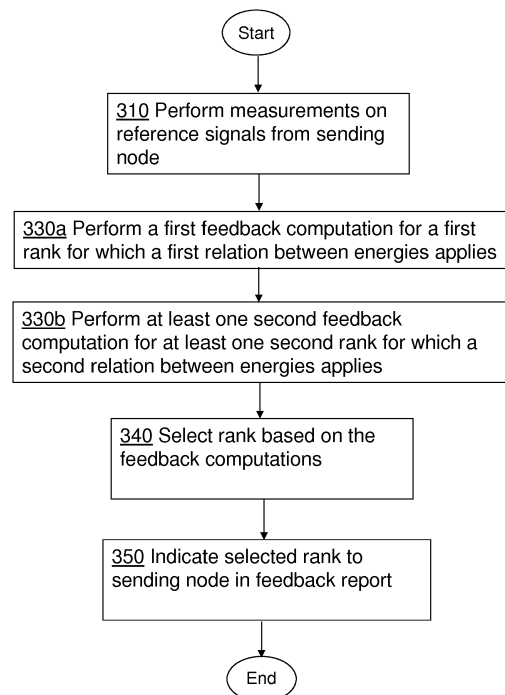 Start
310 Perform measurements on
reference signals from sending
node
330a Perform a first feedback computation for a first
rank for which a first relation between energies applies
330b Perform at least one second feedback
computation for at least one second rank for which a
second relation between energies applies
340 Select rank based on the
feedback computations
350 Indicate selected rank to
sending node in feedback report
End